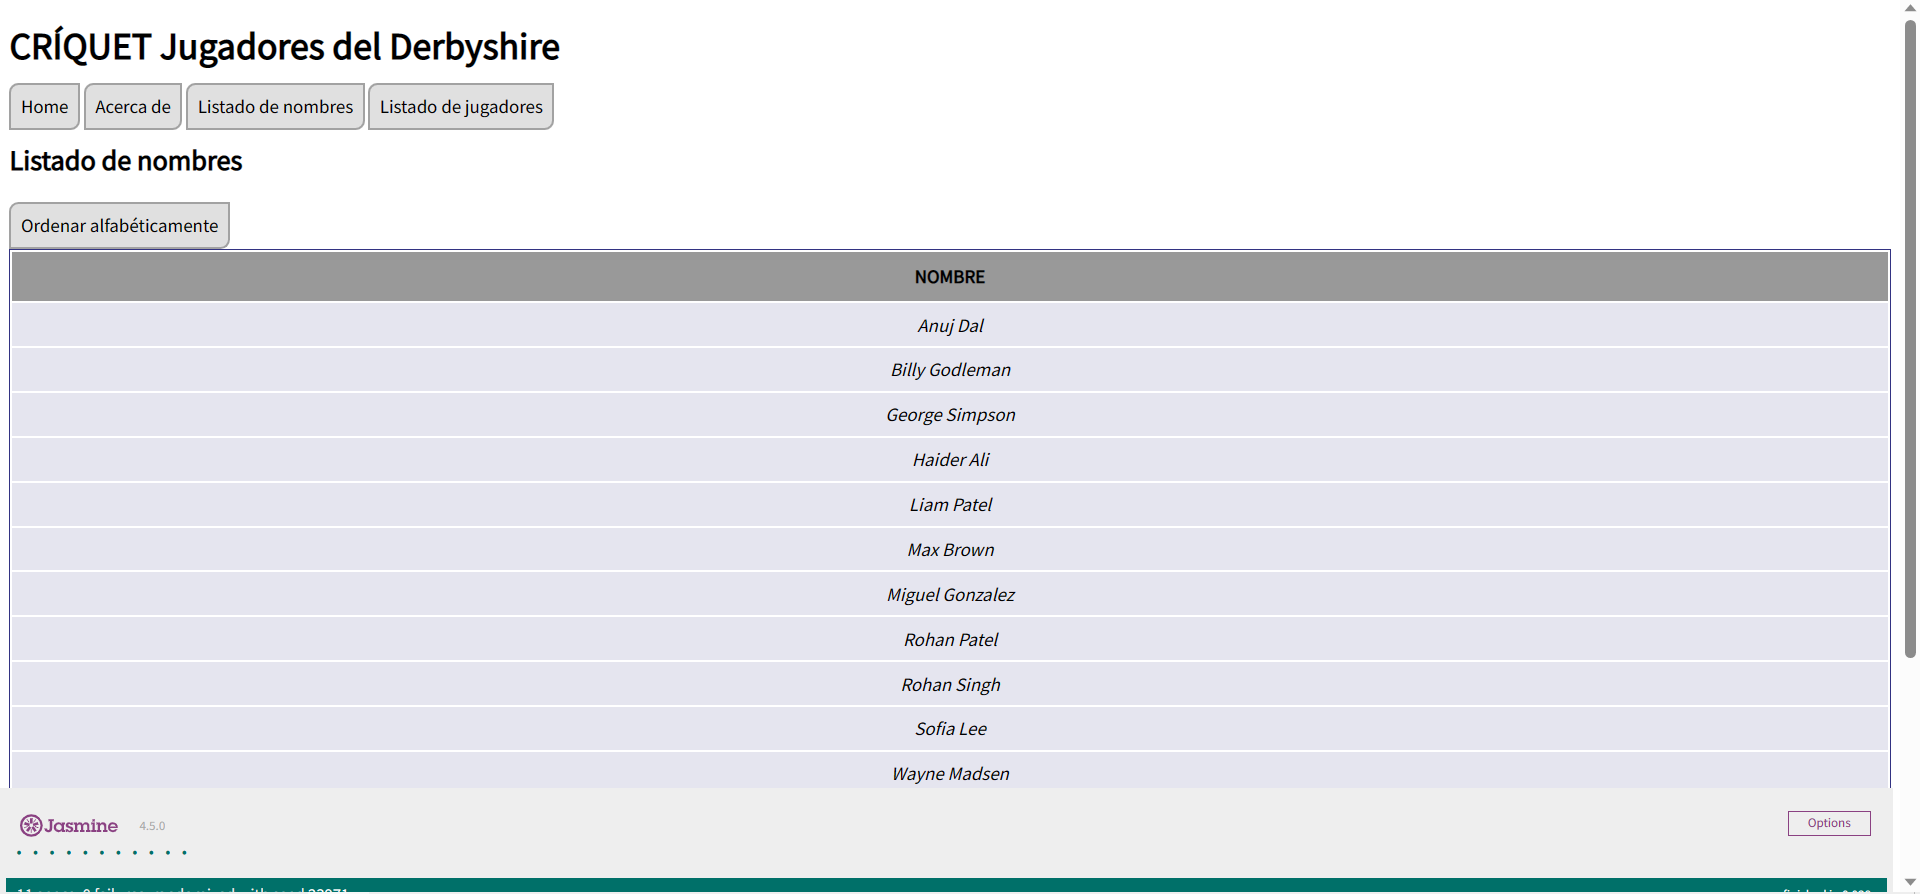 CRÍQUET Jugadores del Derbyshire
Home Acerca de Listado de nombres Listado de jugadores
Listado de nombres
Ordenar alfabéticamente
NOMBRE
Anuj Dal
Billy Godleman
George Simpson
Haider Ali
Liam Patel
Max Brown
Miguel Gonzalez
Rohan Patel
Rohan Singh
Sofia Lee
Wayne Madsen
Jasmine 4.5.0 Options